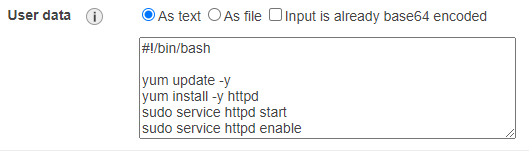 User data As text As file Input is already base64 encoded
#!/bin/bash
yum update -y
yum install -y httpd
sudo service httpd start
sudo service httpd enable